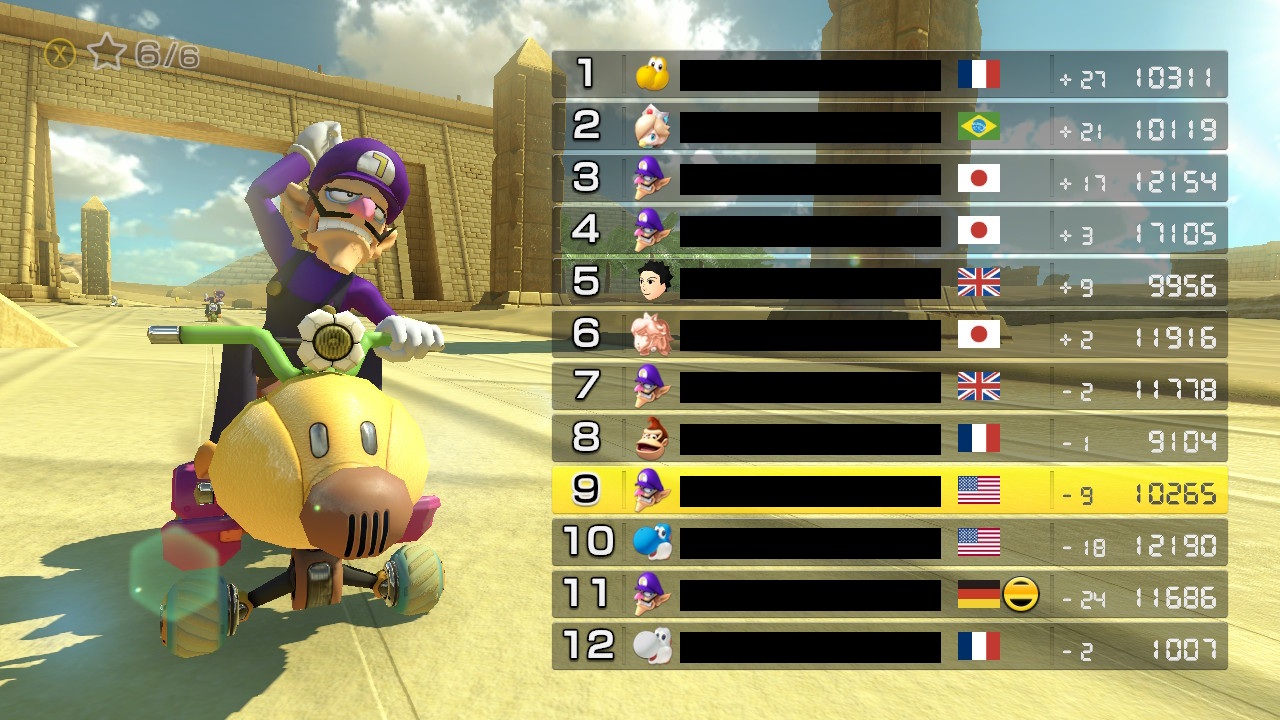 X 6/6
1 + 27 10311
2 + 21 10119
3 + 17 12154
4 + 3 17105
5 + 9 9956
6 + 2 11916
7 - 2 11778
8 - 1 9104
9 - 9 10265
10 - 18 12190
11 - 24 11686
12 - 2 1007